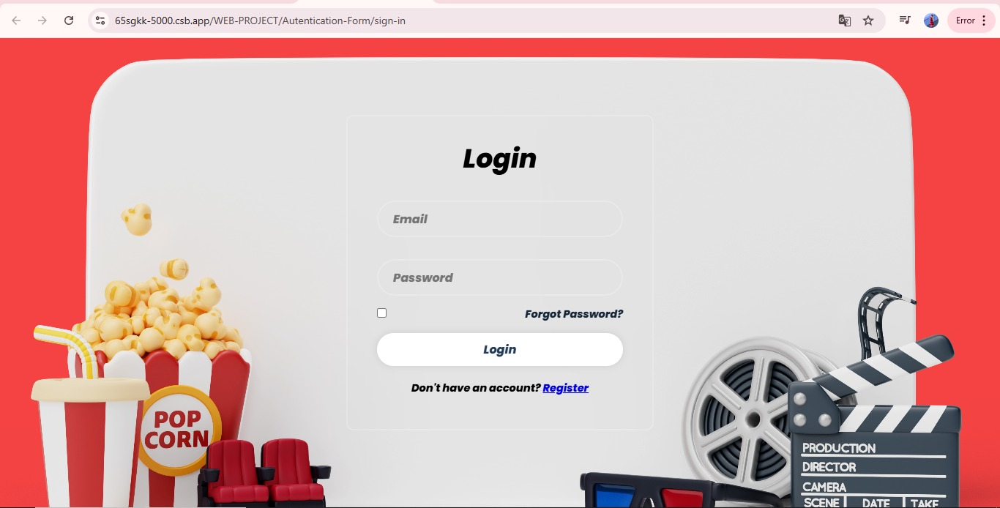 65sgkk-5000.csb.app/WEB-PROJECT/Autentication-Form/sign-in
Error
Login
Email
Password
Forgot Password?
Login
Don't have an account? Register
POP
CORN
PRODUCTION
DIRECTOR
CAMERA
SCENE DATE TAKE